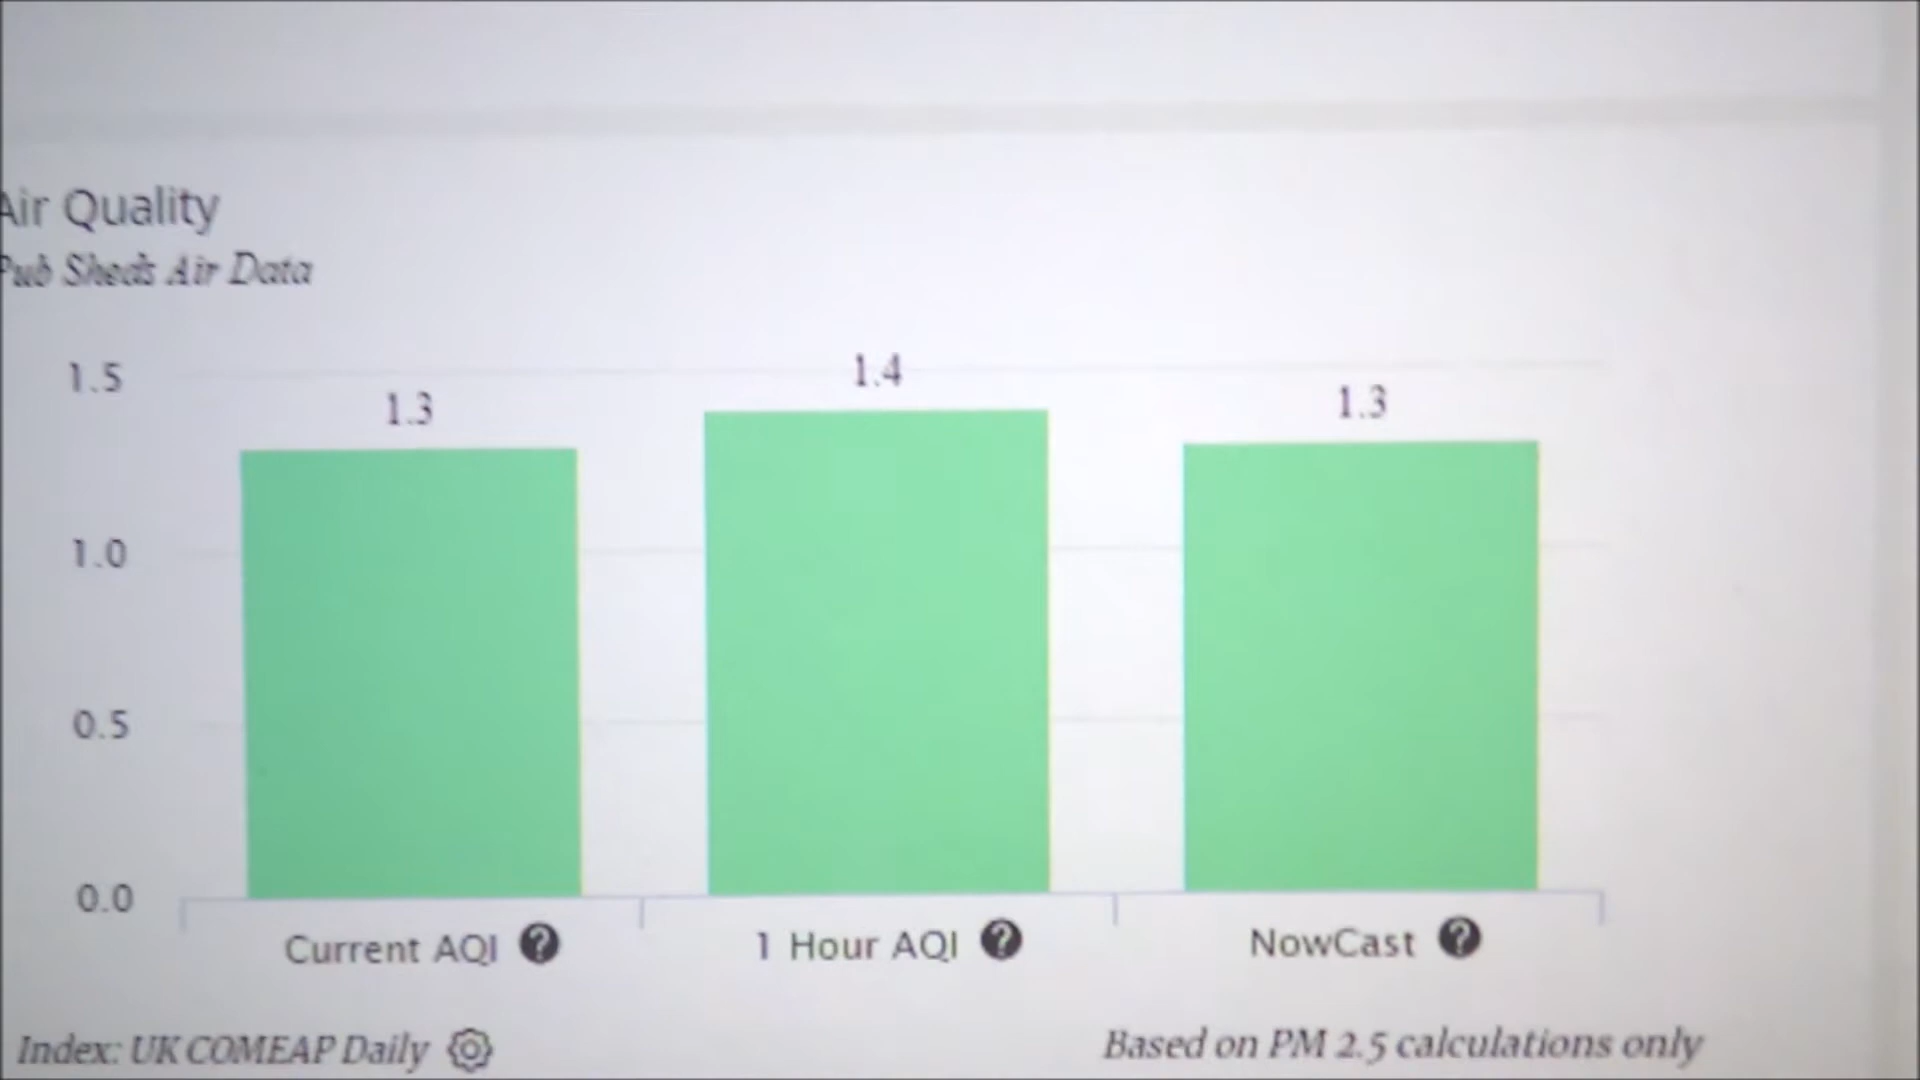 Air Quality
Pub Sheds Air Data
1.5
1.3
1.4
1.3
1.0
0.5
0.0
Current AQI ?
1 Hour AQI ?
NowCast ?
Index: UK COMEAP Daily
Based on PM 2.5 calculations only